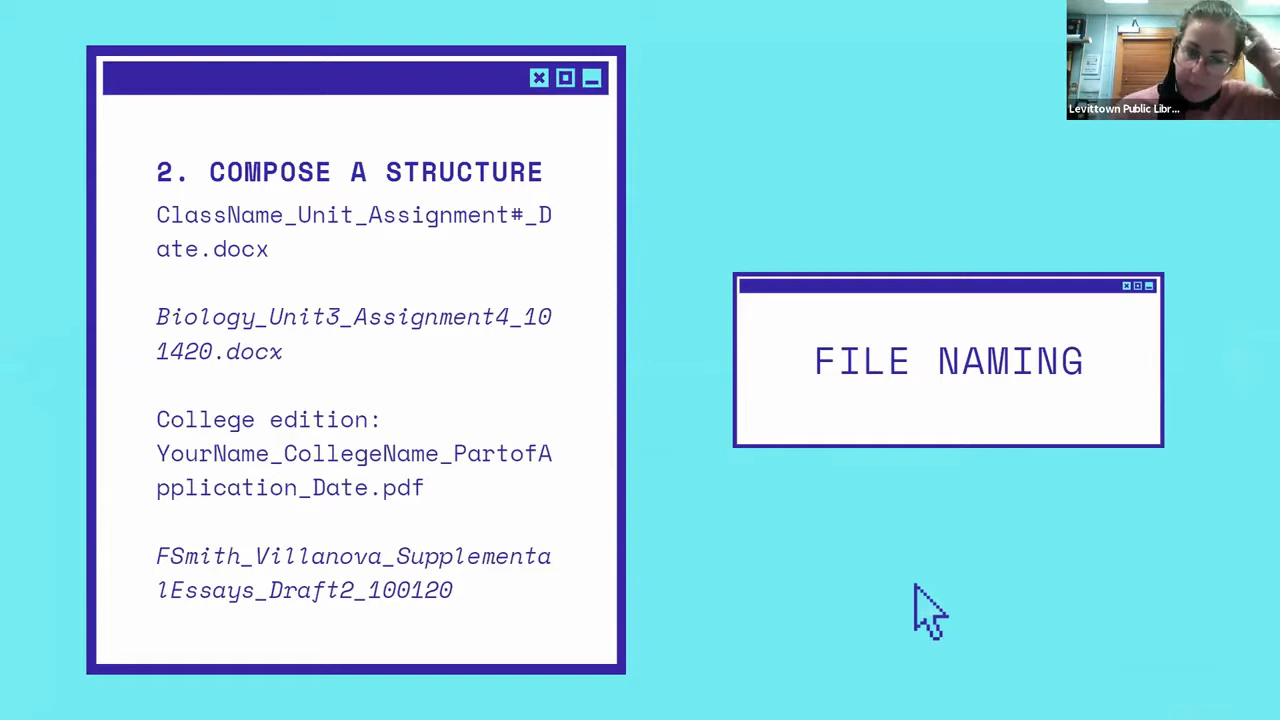 2. COMPOSE A STRUCTURE
ClassName_Unit_Assignment#_D
ate.docx
Biology_Unit3_Assignment4_10
1420.docx
College edition:
YourName_CollegeName_PartofA
pplication_Date.pdf
FSmith_Villanova_Supplementa
lEssays_Draft2_100120
FILE NAMING
Levittown Public Libr...